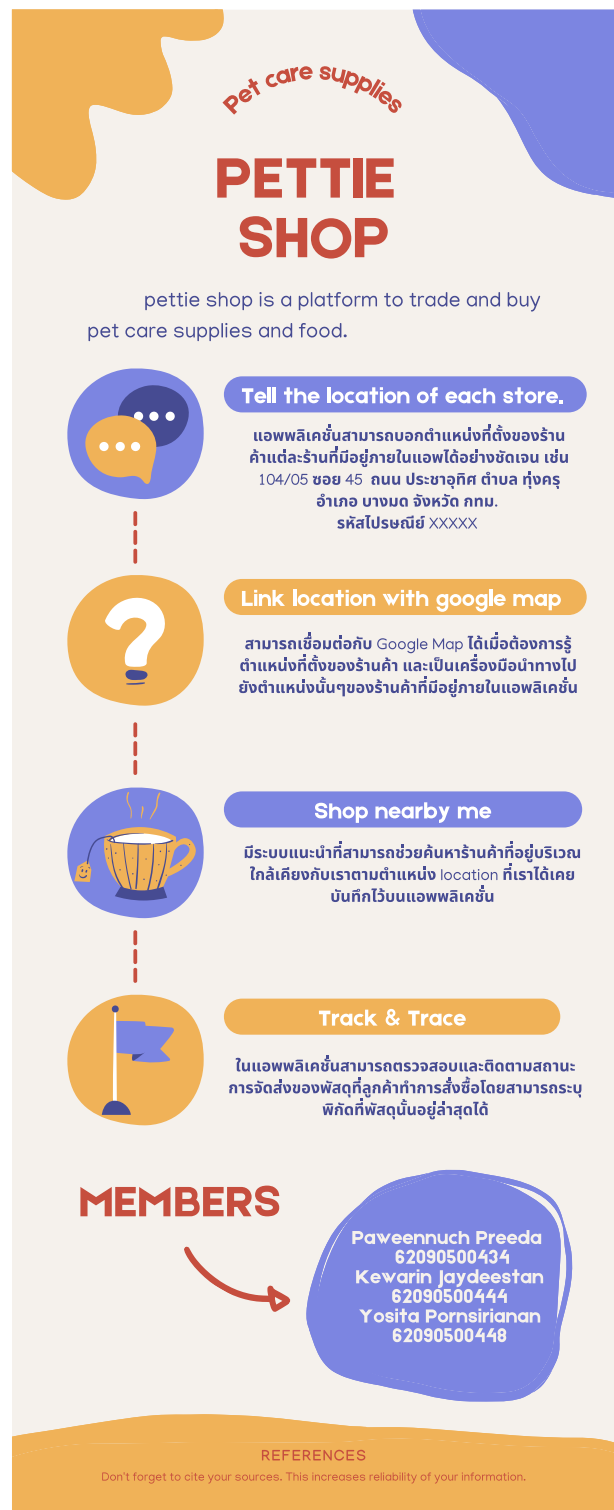 Pet care supplies
PETTIE
SHOP
pettie shop is a platform to trade and buy
pet care supplies and food.
Tell the location of each store.
แอพพลิเคชั่นสามารถบอกตำแหน่งที่ตั้งของร้าน
ค้าแต่ละร้านที่มีอยู่ภายในแอพได้อย่างชัดเจน เช่น
104/05 ซอย 45 ถนน ประชาอุทิศ ตำบล ทุ่งครุ
อำเภอ บางมด จังหวัด กทม.
รหัสไปรษณีย์ XXXXX
Link location with google map
สามารถเชื่อมต่อกับ Google Map ได้เมื่อต้องการรู้
ตำแหน่งที่ตั้งของร้านค้า และเป็นเครื่องมือนำทางไป
ยังตำแหน่งนั้นๆของร้านค้าที่มีอยู่ภายในแอพลิเคชั่น
Shop nearby me
มีระบบแนะนำที่สามารถช่วยค้นหาร้านค้าที่อยู่บริเวณ
ใกล้เคียงกับเราตามตำแหน่ง location ที่เราได้เคย
บันทึกไว้บนแอพพลิเคชั่น
Track & Trace
ในแอพพลิเคชั่นสามารถตรวจสอบและติดตามสถานะ
การจัดส่งของพัสดุที่ลูกค้าทำการสั่งซื้อโดยสามารถระบุ
พิกัดที่พัสดุนั้นอยู่ล่าสุดได้
MEMBERS
Paweennuch Preeda
62090500434
Kewarin Jaydeestan
62090500444
Yosita Pornsirianan
62090500448
REFERENCES
Don't forget to cite your sources. This increases reliability of your information.